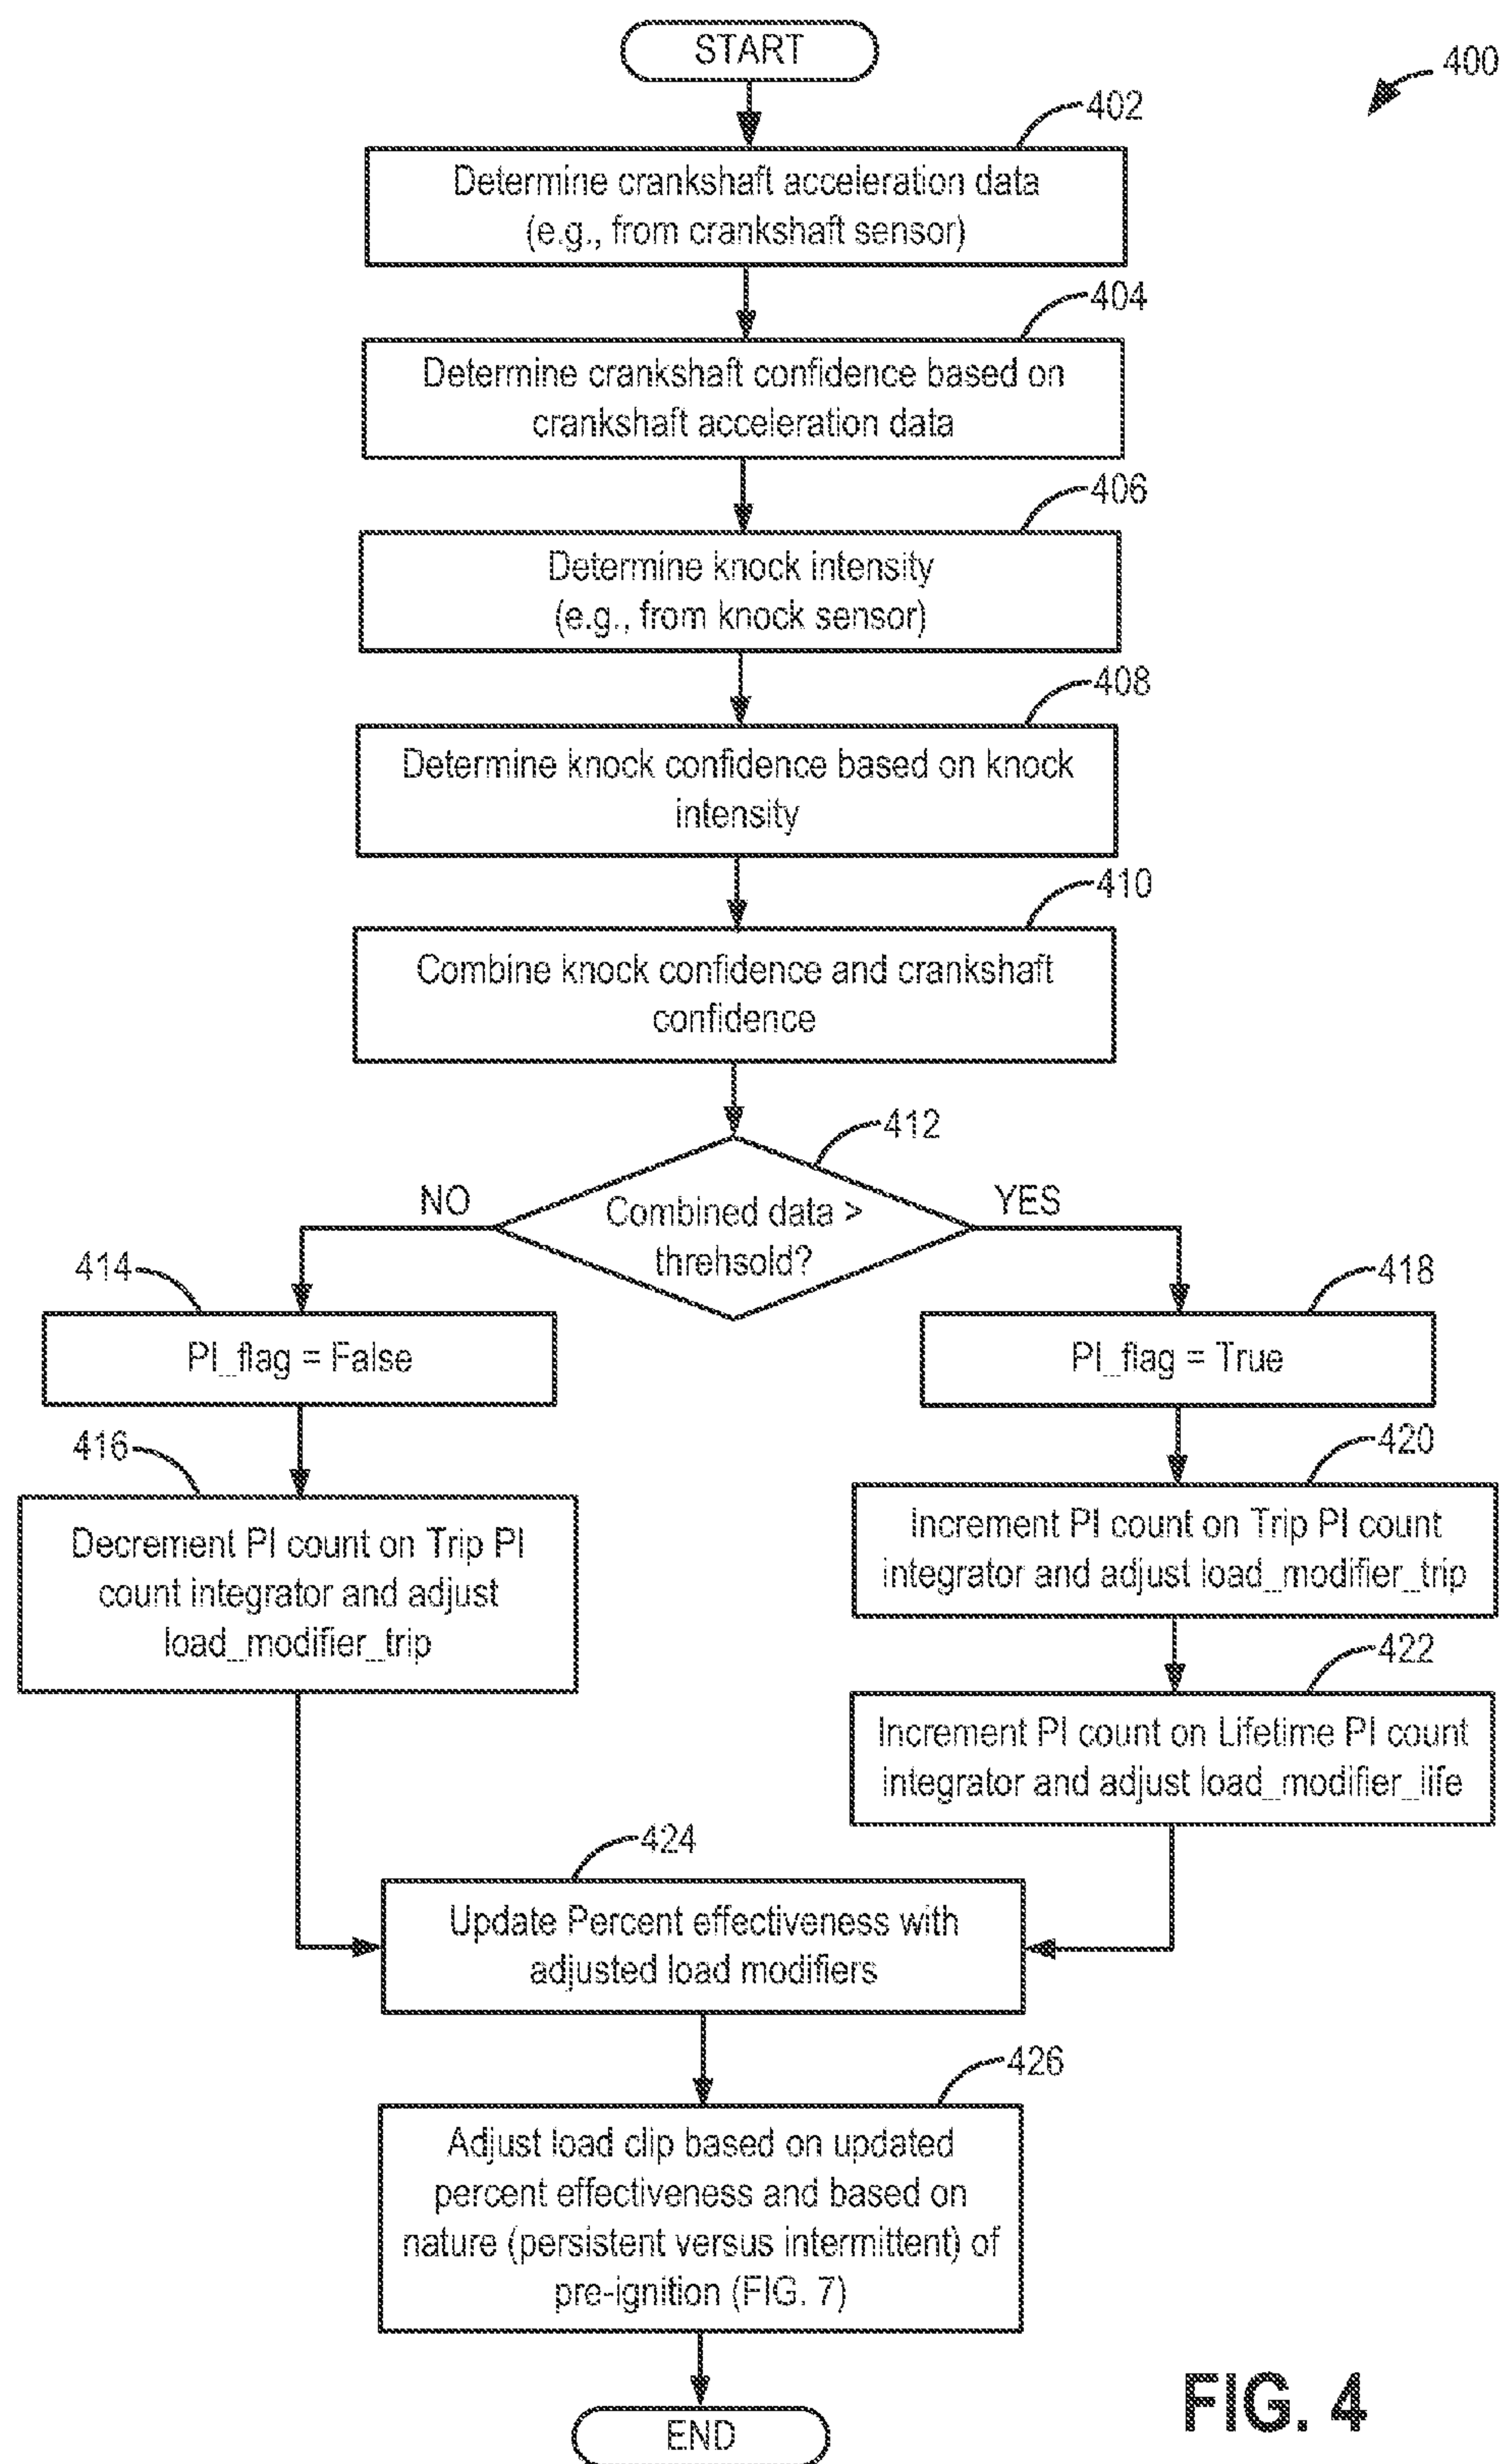 START
400
402
Determine crankshaft acceleration data
(e.g., from crankshaft sensor)
404
Determine crankshaft confidence based on
crankshaft acceleration data
406
Determine knock intensity
(e.g., from knock sensor)
408
Determine knock confidence based on knock
intensity
410
Combine knock confidence and crankshaft
confidence
412
NO
YES
Combined data >
threhsold?
414
PI_flag = False
418
PI_flag = True
416
Decrement PI count on Trip PI
count integrator and adjust
load_modifier_trip
420
Increment PI count on Trip PI count
integrator and adjust load_modifier_trip
422
Increment PI count on Lifetime PI count
integrator and adjust load_modifier_life
424
Update Percent effectiveness with
adjusted load modifiers
426
Adjust load clip based on updated
percent effectiveness and based on
nature (persistent versus intermittent) of
pre-ignition (FIG. 7)
END
FIG. 4